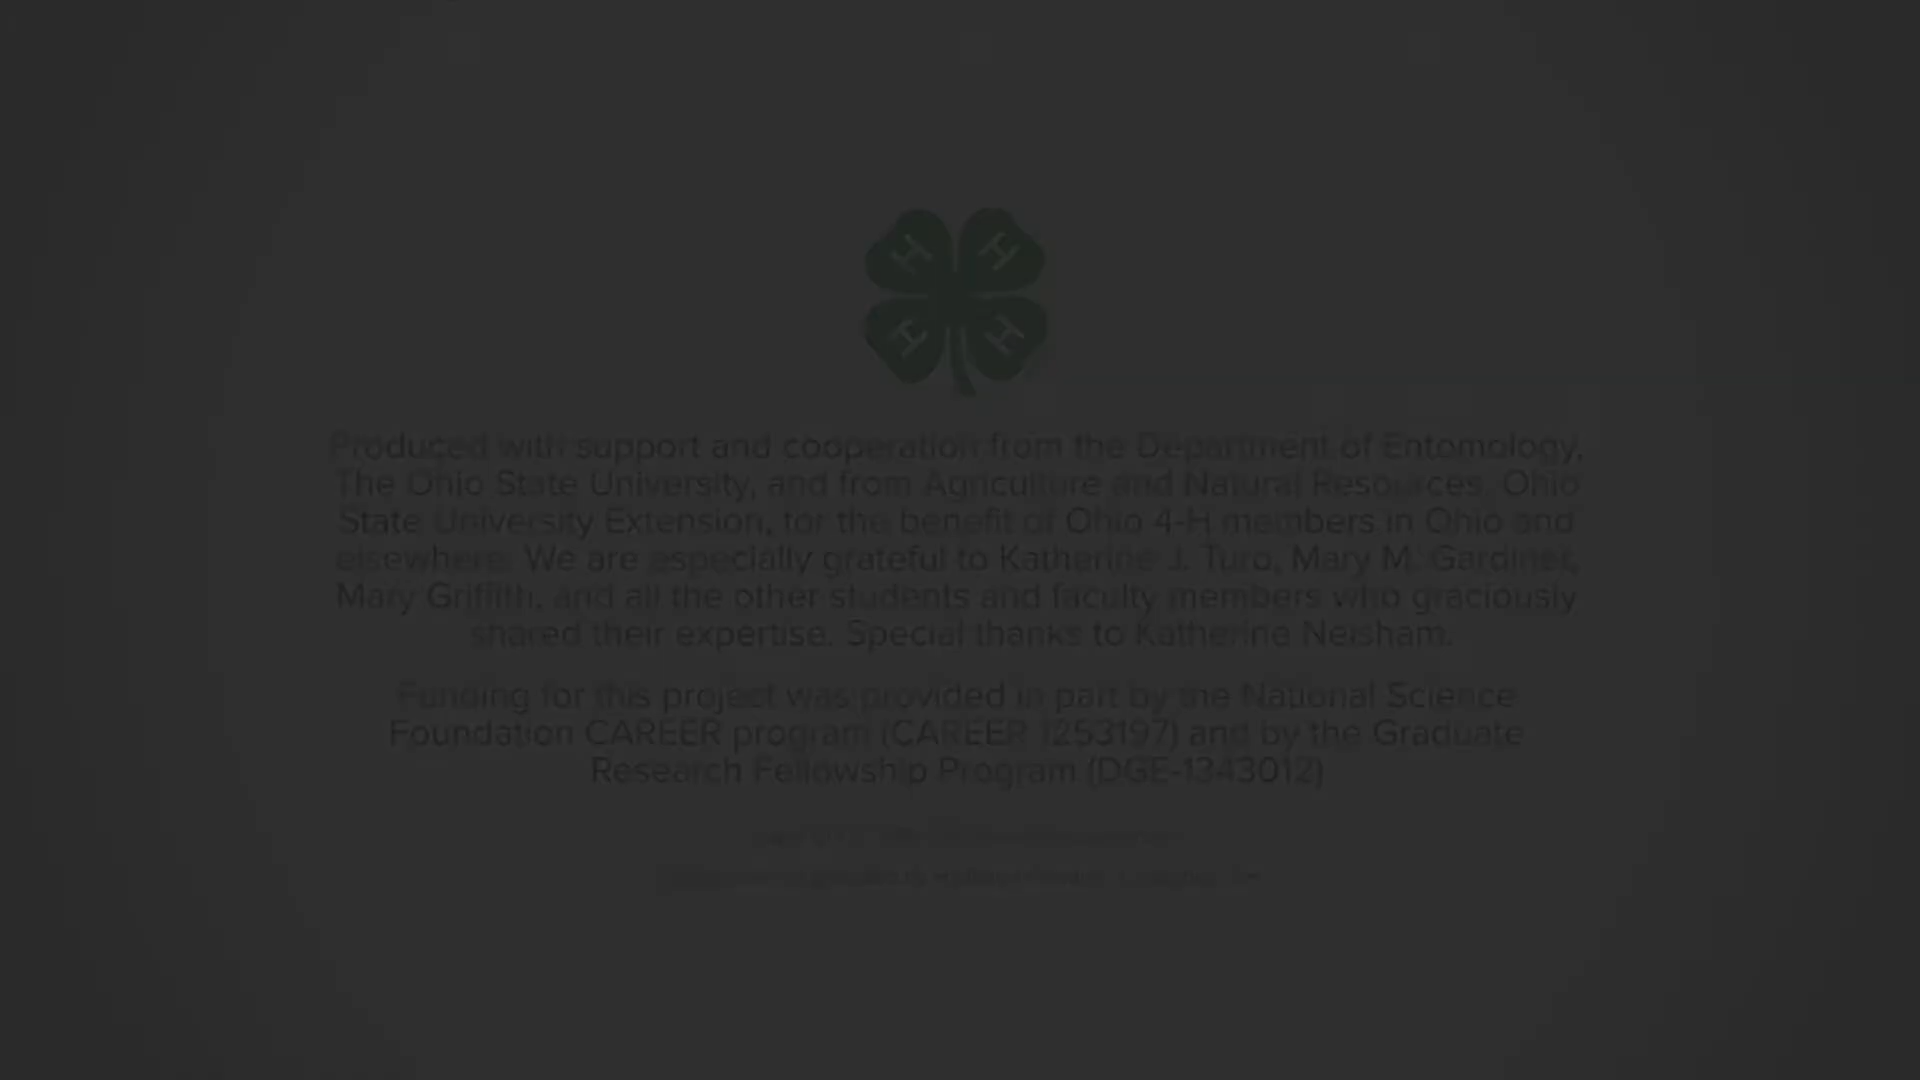 H H
H H
Produced with support and cooperation from the Department of Entomology,
The Ohio State University, and from Agriculture and Natural Resources, Ohio
State University Extension, for the benefit of Ohio 4-H members in Ohio and
elsewhere. We are especially grateful to Katherine J. Turo, Mary M. Gardiner,
Mary Griffith, and all the other students and faculty members who graciously
shared their expertise. Special thanks to Katherine Neisham.
Funding for this project was provided in part by the National Science
Foundation CAREER program (CAREER 1253197) and by the Graduate
Research Fellowship Program (DGE-1343012)